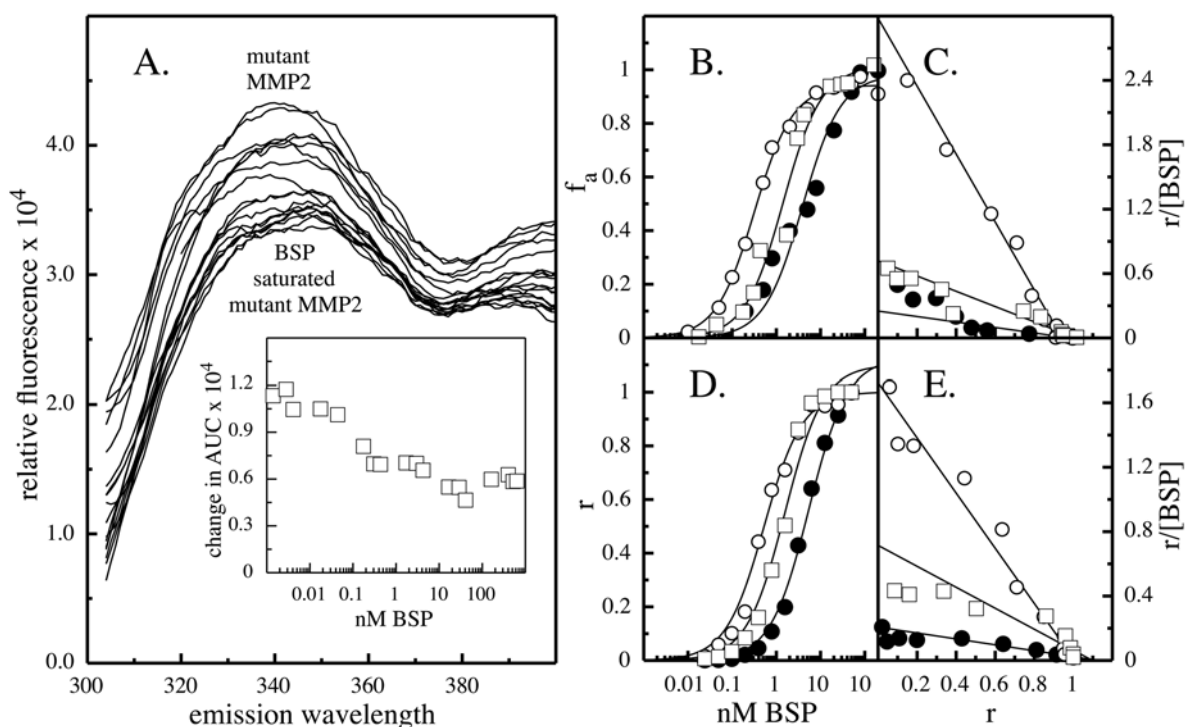 A.
mutant
MMP2
BSP
saturated
mutant MMP2
relative fluorescence x 10⁴
4.0
3.0
2.0
1.0
0.0
300
320
340
360
380
emission wavelength
change in AUC x 10⁴
1.2
0.9
0.6
0.3
0
0.01
0.1
1
10
100
nM BSP
B.
f_a
1
0.8
0.6
0.4
0.2
0
C.
r/[BSP]
2.4
1.8
1.2
0.6
0
D.
r
1
0.8
0.6
0.4
0.2
0
0.01
0.1
1
10
10
nM BSP
E.
r/[BSP]
1.6
1.2
0.8
0.4
0
0.2
0.4
0.6
0.8
1
r